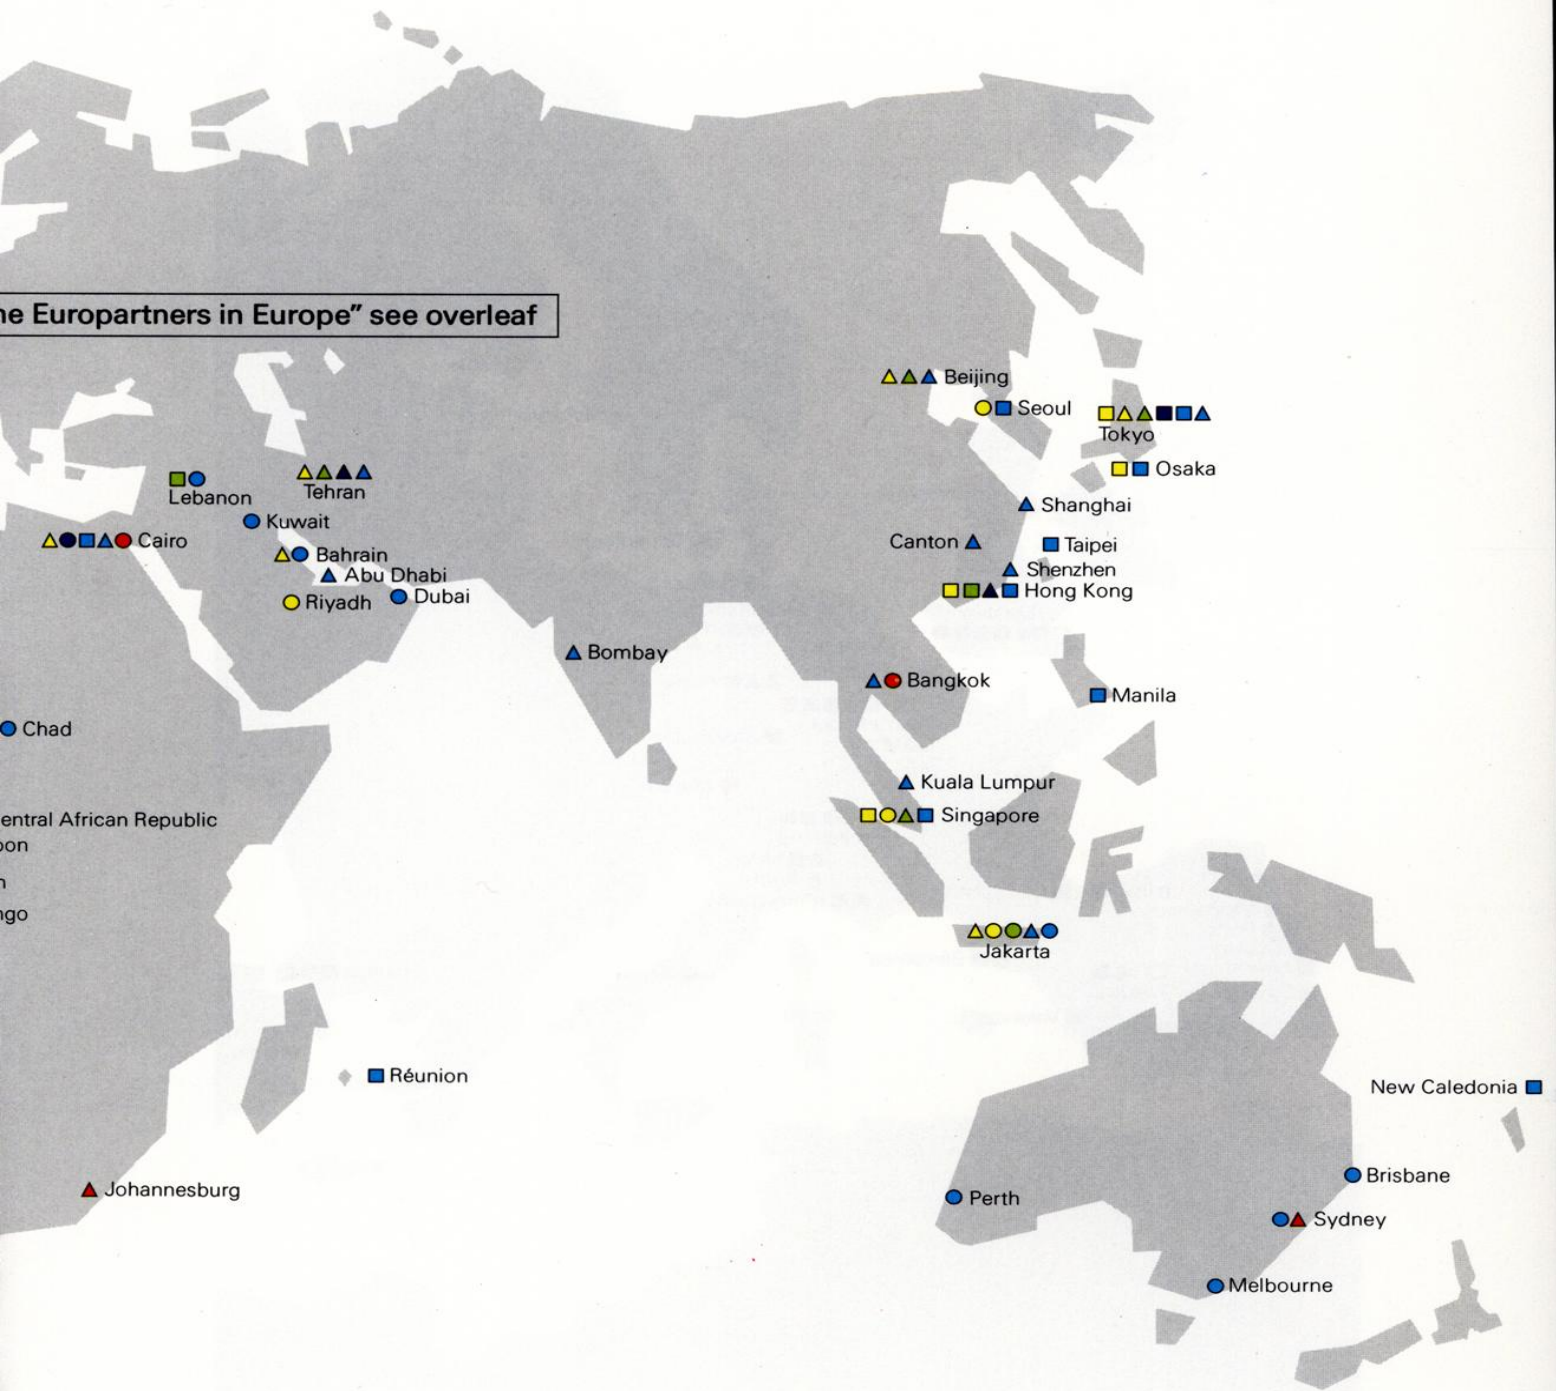 he Europartners in Europe” see overleaf
Beijing
Seoul
Tokyo
Osaka
Lebanon
Tehran
Shanghai
Kuwait
Cairo
Canton
Taipei
Bahrain
Shenzhen
Abu Dhabi
Hong Kong
Riyadh
Dubai
Bombay
Bangkok
Manila
Chad
Kuala Lumpur
Singapore
entral African Republic
oon
n
ngo
Jakarta
Réunion
New Caledonia
Brisbane
Johannesburg
Perth
Sydney
Melbourne